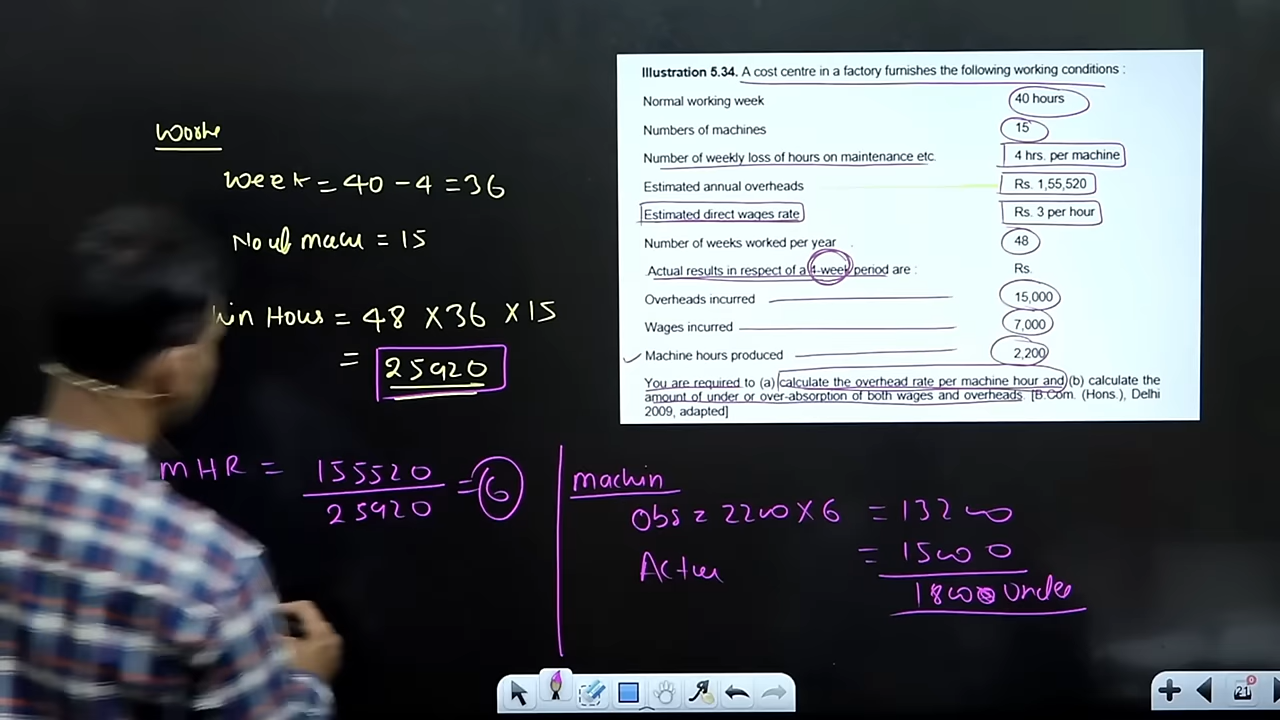 Illustration 5.34. A cost centre in a factory furnishes the following working conditions :
Normal working week 40 hours
Numbers of machines 15
Number of weekly loss of hours on maintenance etc. 4 hrs. per machine
Estimated annual overheads Rs. 1,55,520
Estimated direct wages rate Rs. 3 per hour
Number of weeks worked per year 48
Actual results in respect of a 4-week period are : Rs.
Overheads incurred 15,000
Wages incurred 7,000
Machine hours produced 2,200
You are required to (a) calculate the overhead rate per machine hour and (b) calculate the
amount of under or over-absorption of both wages and overheads. [B.Com. (Hons.), Delhi
2009, adapted]
Week = 40 - 4 = 36
= 15
= 48 × 36 × 15
= 25920
MHR = 155520
25920
= 6
machin
Obs = 2200 × 6 = 13200
= 15000
Under
21